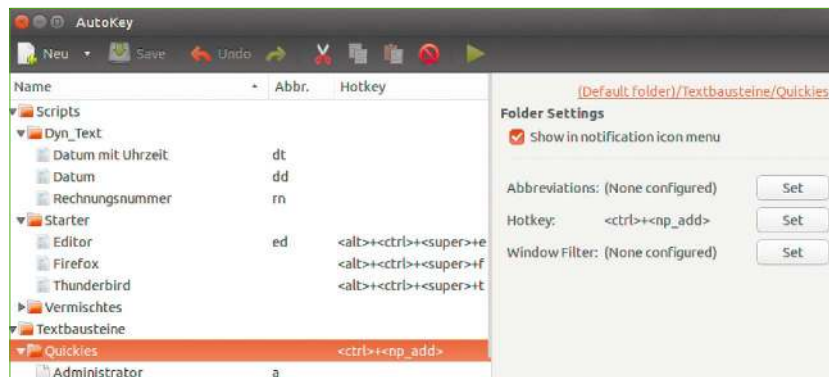 AutoKey
Neu Save Undo
Name Abbr. Hotkey
Scripts
Dyn_Text
Datum mit Uhrzeit dt
Datum dd
Rechnungsnummer rn
Starter
Editor ed <alt>+<ctrl>+<super>+e
Firefox <alt>+<ctrl>+<super>+f
Thunderbird <alt>+<ctrl>+<super>+t
Vermischtes
Textbausteine
Quickies <ctrl>+<np_add>
Administrator a
(Default folder)/Textbausteine/Quickies
Folder Settings
Show in notification icon menu
Abbreviations: (None configured) Set
Hotkey: <ctrl>+<np_add> Set
Window Filter: (None configured) Set